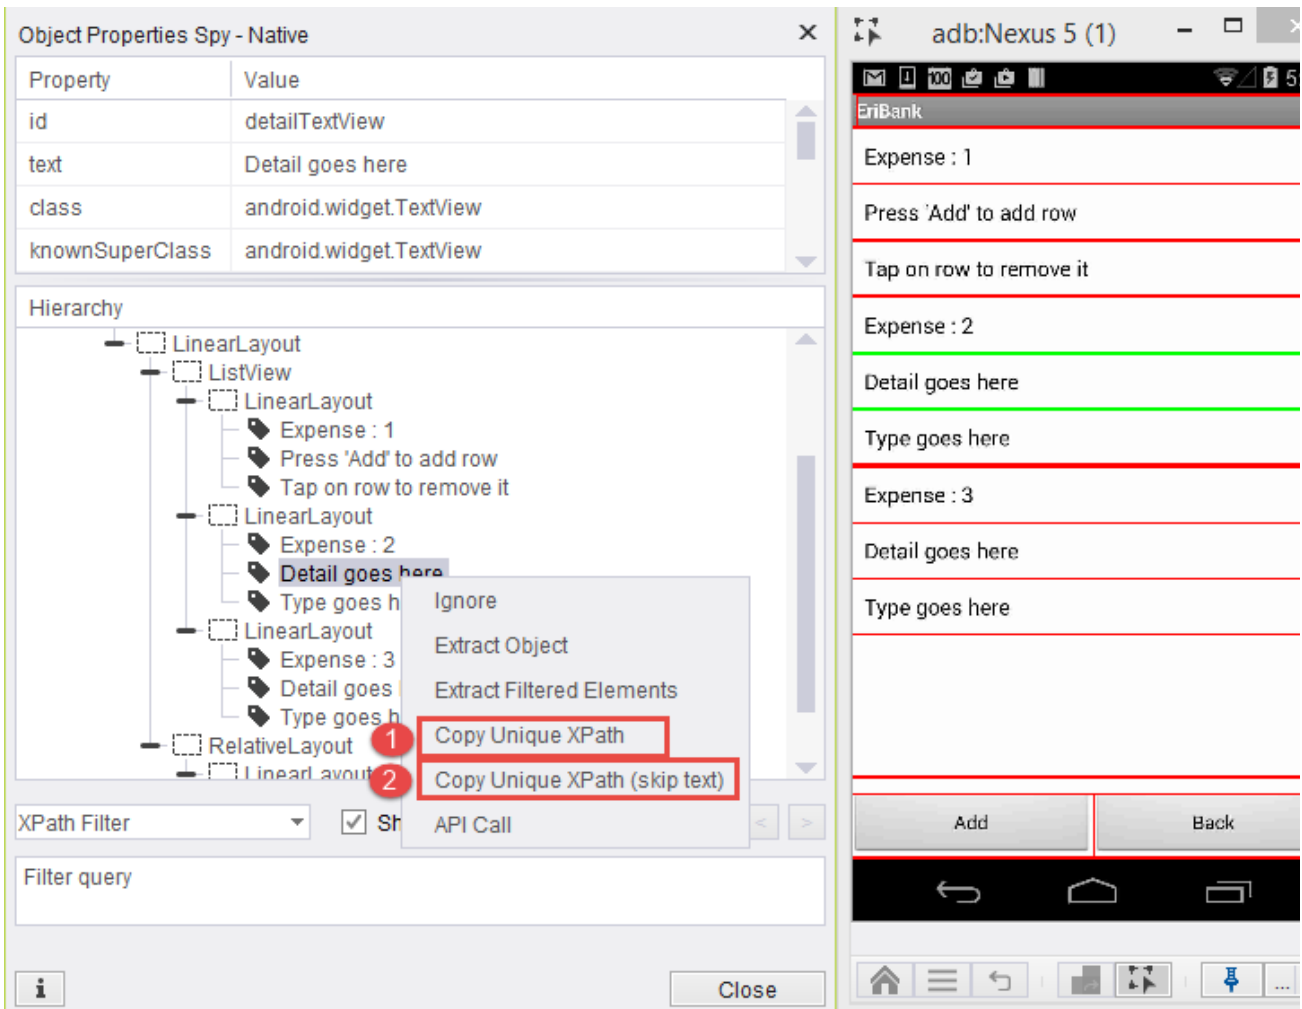 Object Properties Spy - Native
Property Value
id detailTextView
text Detail goes here
class android.widget.TextView
knownSuperClass android.widget.TextView
Hierarchy
LinearLayout
ListView
LinearLayout
Expense : 1
Press 'Add' to add row
Tap on row to remove it
LinearLayout
Expense : 2
Detail goes here
Type goes h
LinearLayout
Expense : 3
Detail goes
Type goes h
RelativeLayout
LinearLayout
Ignore
Extract Object
Extract Filtered Elements
1 Copy Unique XPath
2 Copy Unique XPath (skip text)
API Call
XPath Filter
Sh
< >
Filter query
i
Close
adb:Nexus 5 (1)
100
5:
EriBank
Expense : 1
Press 'Add' to add row
Tap on row to remove it
Expense : 2
Detail goes here
Type goes here
Expense : 3
Detail goes here
Type goes here
Add Back
...